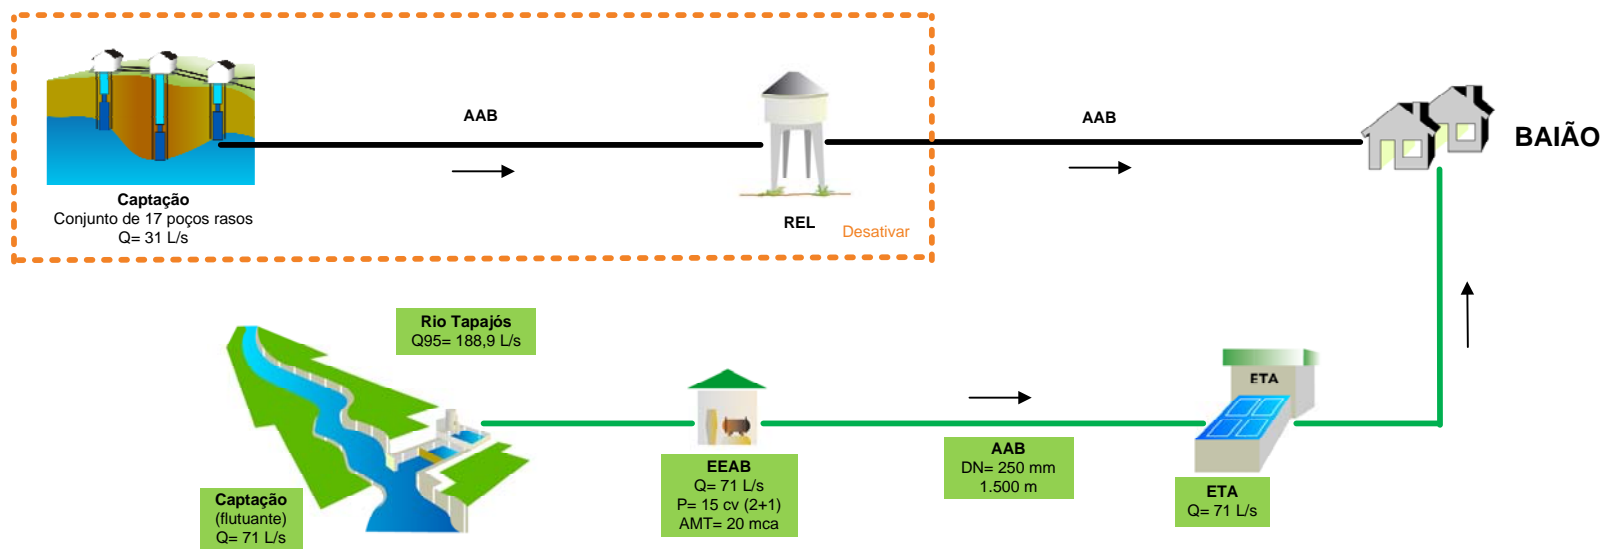 AAB
AAB
BAIÃO
Captação
Conjunto de 17 poços rasos
Q= 31 L/s
REL
Desativar
Rio Tapajós
Q95= 188,9 L/s
ETA
Captação
(flutuante)
Q= 71 L/s
EEAB
Q= 71 L/s
P= 15 cv (2+1)
AMT= 20 mca
AAB
DN= 250 mm
1.500 m
ETA
Q= 71 L/s